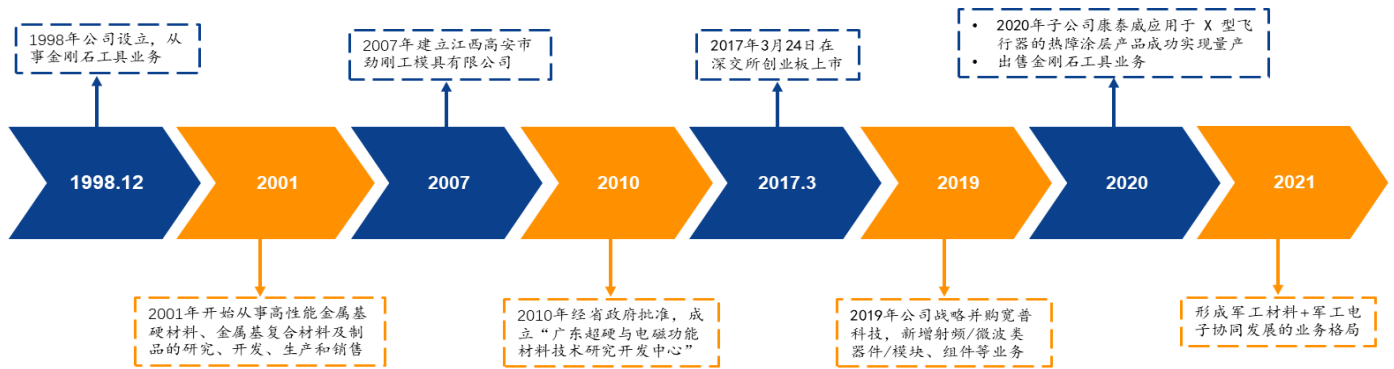 1998年公司设立，从
事金刚石工具业务
2007年建立江西高安市
劲刚工模具有限公司
2017年3月24日在
深交所创业板上市
• 2020年子公司康泰威应用于 X 型飞
行器的热障涂层产品成功实现量产
• 出售金刚石工具业务
1998.12
2001
2007
2010
2017.3
2019
2020
2021
2001年开始从事高性能金属基
硬材料、金属基复合材料及制
品的研究、开发、生产和销售
2010年经省政府批准，成
立“广东超硬与电磁功能
材料技术研究开发中心”
2019年公司战略并购宽普
科技，新增射频/微波类
器件/模块、组件等业务
形成军工材料+军工电
子协同发展的业务格局